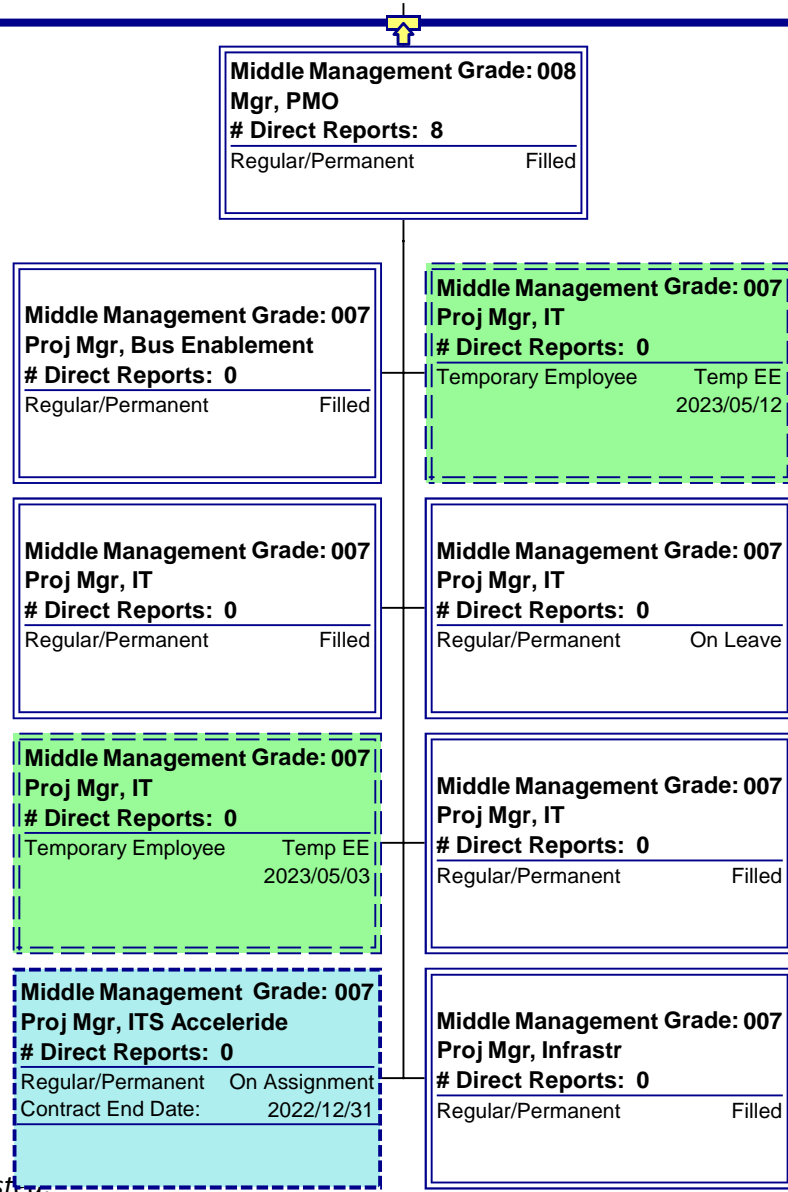 Middle Management Grade: 008
Mgr, PMO
# Direct Reports: 8
Regular/Permanent Filled
Middle Management Grade: 007
Proj Mgr, Bus Enablement
# Direct Reports: 0
Regular/Permanent Filled
Middle Management Grade: 007
Proj Mgr, IT
# Direct Reports: 0
Temporary Employee Temp EE
2023/05/12
Middle Management Grade: 007
Proj Mgr, IT
# Direct Reports: 0
Regular/Permanent Filled
Middle Management Grade: 007
Proj Mgr, IT
# Direct Reports: 0
Regular/Permanent On Leave
Middle Management Grade: 007
Proj Mgr, IT
# Direct Reports: 0
Temporary Employee Temp EE
2023/05/03
Middle Management Grade: 007
Proj Mgr, IT
# Direct Reports: 0
Regular/Permanent Filled
Middle Management Grade: 007
Proj Mgr, ITS Acceleride
# Direct Reports: 0
Regular/Permanent On Assignment
Contract End Date: 2022/12/31
Middle Management Grade: 007
Proj Mgr, Infrastr
# Direct Reports: 0
Regular/Permanent Filled